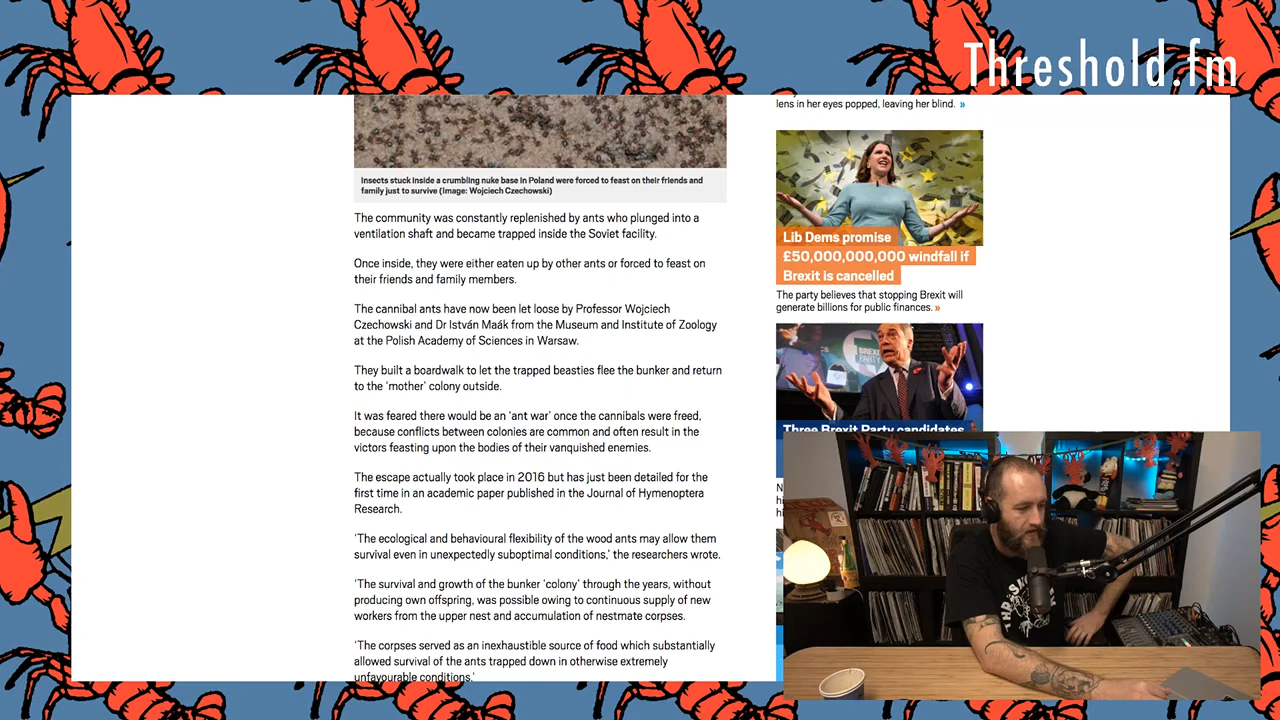 Threshold.fm
lens in her eyes popped, leaving her blind. »
Insects stuck inside a crumbling nuke base in Poland were forced to feast on their friends and
family just to survive (Image: Wojciech Czechowski)
The community was constantly replenished by ants who plunged into a
ventilation shaft and became trapped inside the Soviet facility.
Once inside, they were either eaten up by other ants or forced to feast on
their friends and family members.
The cannibal ants have now been let loose by Professor Wojciech
Czechowski and Dr István Maák from the Museum and Institute of Zoology
at the Polish Academy of Sciences in Warsaw.
They built a boardwalk to let the trapped beasties flee the bunker and return
to the ‘mother’ colony outside.
It was feared there would be an ‘ant war’ once the cannibals were freed,
because conflicts between colonies are common and often result in the
victors feasting upon the bodies of their vanquished enemies.
The escape actually took place in 2016 but has just been detailed for the
first time in an academic paper published in the Journal of Hymenoptera
Research.
‘The ecological and behavioural flexibility of the wood ants may allow them
survival even in unexpectedly suboptimal conditions,’ the researchers wrote.
‘The survival and growth of the bunker ‘colony’ through the years, without
producing own offspring, was possible owing to continuous supply of new
workers from the upper nest and accumulation of nestmate corpses.
‘The corpses served as an inexhaustible source of food which substantially
allowed survival of the ants trapped down in otherwise extremely
unfavourable conditions.’
Lib Dems promise
£50,000,000,000 windfall if
Brexit is cancelled
The party believes that stopping Brexit will
generate billions for public finances. »
BREXIT
PARTY
Three Brexit Party candidates